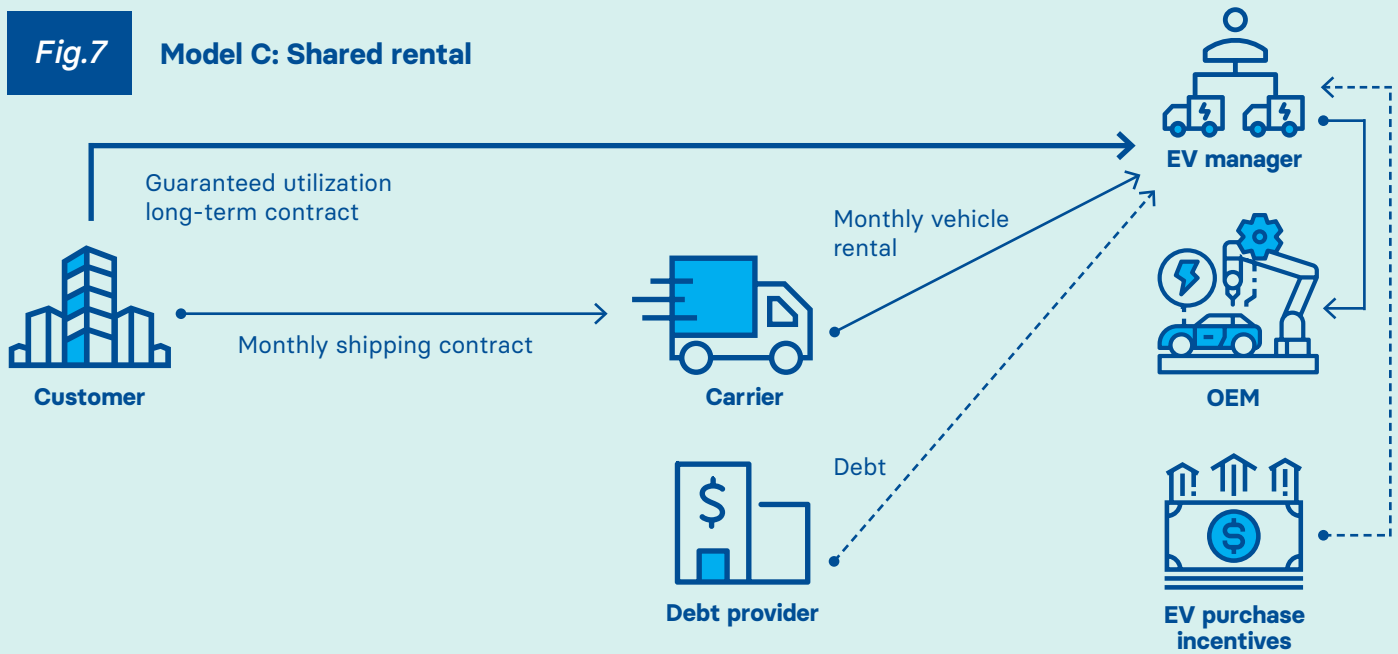 Fig.7
Model C: Shared rental
EV manager
Guaranteed utilization
long-term contract
Monthly vehicle
rental
Monthly shipping contract
Customer
Carrier
OEM
Debt
Debt provider
EV purchase
incentives